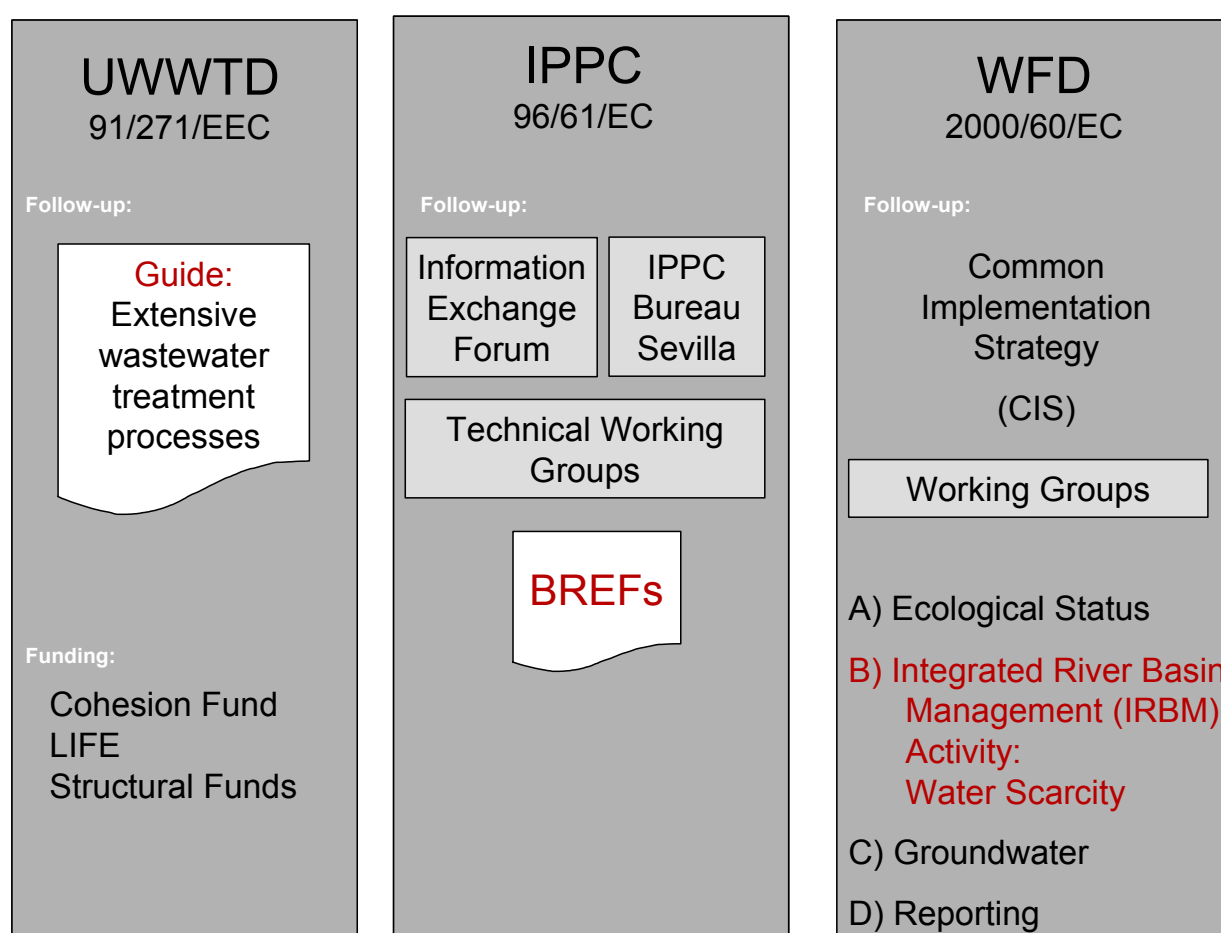 UWWTD
91/271/EEC
Follow-up:
Guide:
Extensive
wastewater
treatment
processes
Funding:
Cohesion Fund
LIFE
Structural Funds
IPPC
96/61/EC
Follow-up:
Information
Exchange
Forum
IPPC
Bureau
Sevilla
Technical Working
Groups
BREFs
WFD
2000/60/EC
Follow-up:
Common
Implementation
Strategy
(CIS)
Working Groups
A) Ecological Status
B) Integrated River Basin
Management (IRBM)
Activity:
Water Scarcity
C) Groundwater
D) Reporting